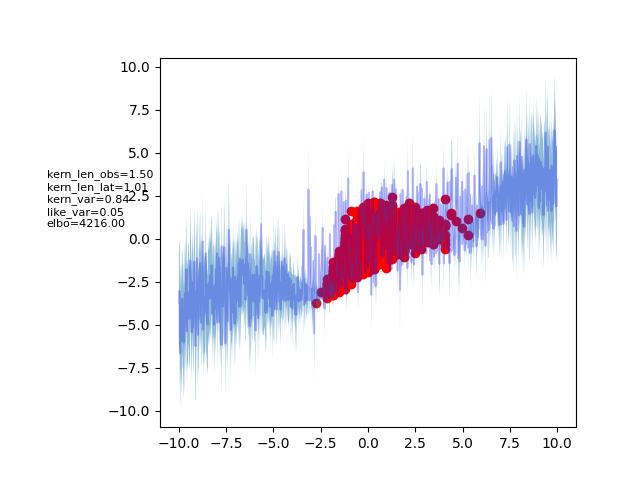 10.0
7.5
5.0
kern_len_obs=1.50
kern_len_lat=1.01
2.5
kern_var=0.84
like_var=0.05
elbo=4216.00
0.0
−2.5
−5.0
−7.5
−10.0
−10.0 −7.5 −5.0 −2.5 0.0 2.5 5.0 7.5 10.0